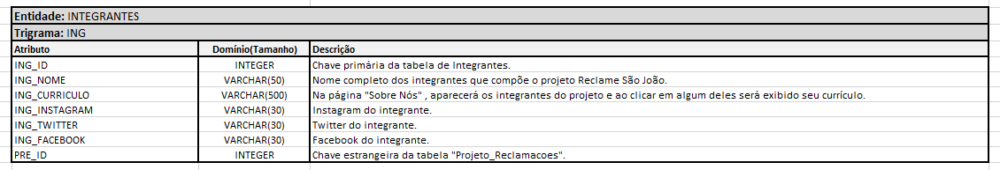 Entidade: INTEGRANTES
Trigrama: ING
Atributo Domínio(Tamanho) Descrição
ING_ID INTEGER Chave primária da tabela de Integrantes.
ING_NOME VARCHAR(50) Nome completo dos integrantes que compõe o projeto Reclame São João.
ING_CURRICULO VARCHAR(500) Na página "Sobre Nós" , aparecerá os integrantes do projeto e ao clicar em algum deles será exibido seu currículo.
ING_INSTAGRAM VARCHAR(30) Instagram do integrante.
ING_TWITTER VARCHAR(30) Twitter do integrante.
ING_FACEBOOK VARCHAR(30) Facebook do integrante.
PRE_ID INTEGER Chave estrangeira da tabela "Projeto_Reclamacoes".